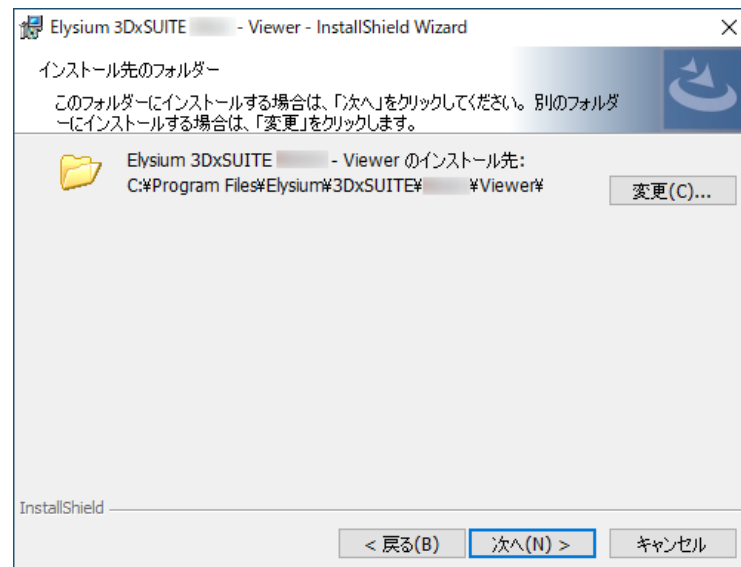 Elysium 3DxSUITE - Viewer - InstallShield Wizard
インストール先のフォルダー
このフォルダーにインストールする場合は、「次へ」をクリックしてください。別のフォルダ
ーにインストールする場合は、「変更」をクリックします。
Elysium 3DxSUITE - Viewer のインストール先:
C:¥Program Files¥Elysium¥3DxSUITE¥ ¥Viewer¥
変更(C)...
InstallShield
< 戻る(B)
次へ(N) >
キャンセル